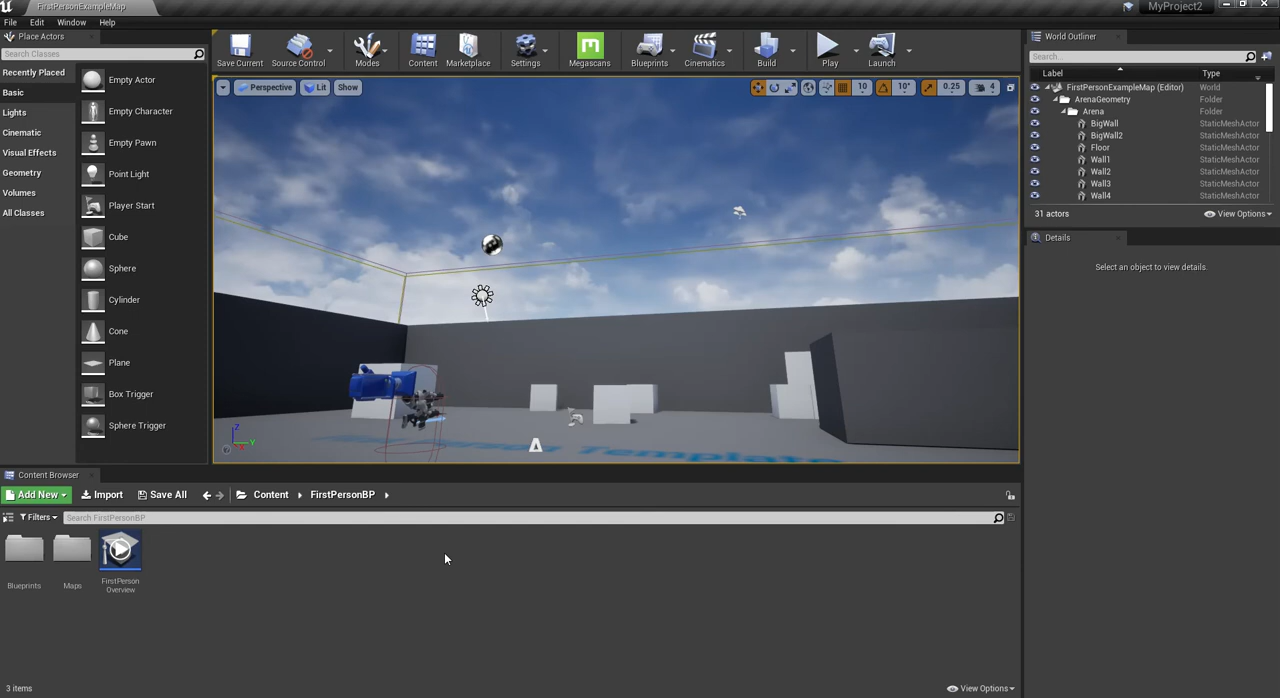 FirstPersonExampleMap
MyProject2
File Edit Window Help
Place Actors
Search Classes
Recently Placed
Basic
Lights
Cinematic
Visual Effects
Geometry
Volumes
All Classes
Empty Actor
Empty Character
Empty Pawn
Point Light
Player Start
Cube
Sphere
Cylinder
Cone
Plane
Box Trigger
Sphere Trigger
Save Current
Source Control
Modes
Content
Marketplace
Settings
Megascans
Blueprints
Cinematics
Build
Play
Launch
Perspective Lit Show
10 10° 0.25 4
Z
Y
X
Template
World Outliner
Search...
Label Type
FirstPersonExampleMap (Editor) World
ArenaGeometry Folder
Arena Folder
BigWall StaticMeshActor
BigWall2 StaticMeshActor
Floor StaticMeshActor
Wall1 StaticMeshActor
Wall2 StaticMeshActor
Wall3 StaticMeshActor
Wall4 StaticMeshActor
31 actors View Options
Details
Select an object to view details.
Content Browser
Add New Import Save All Content FirstPersonBP
Filters Search FirstPersonBP
Blueprints
Maps
FirstPerson
Overview
3 items View Options